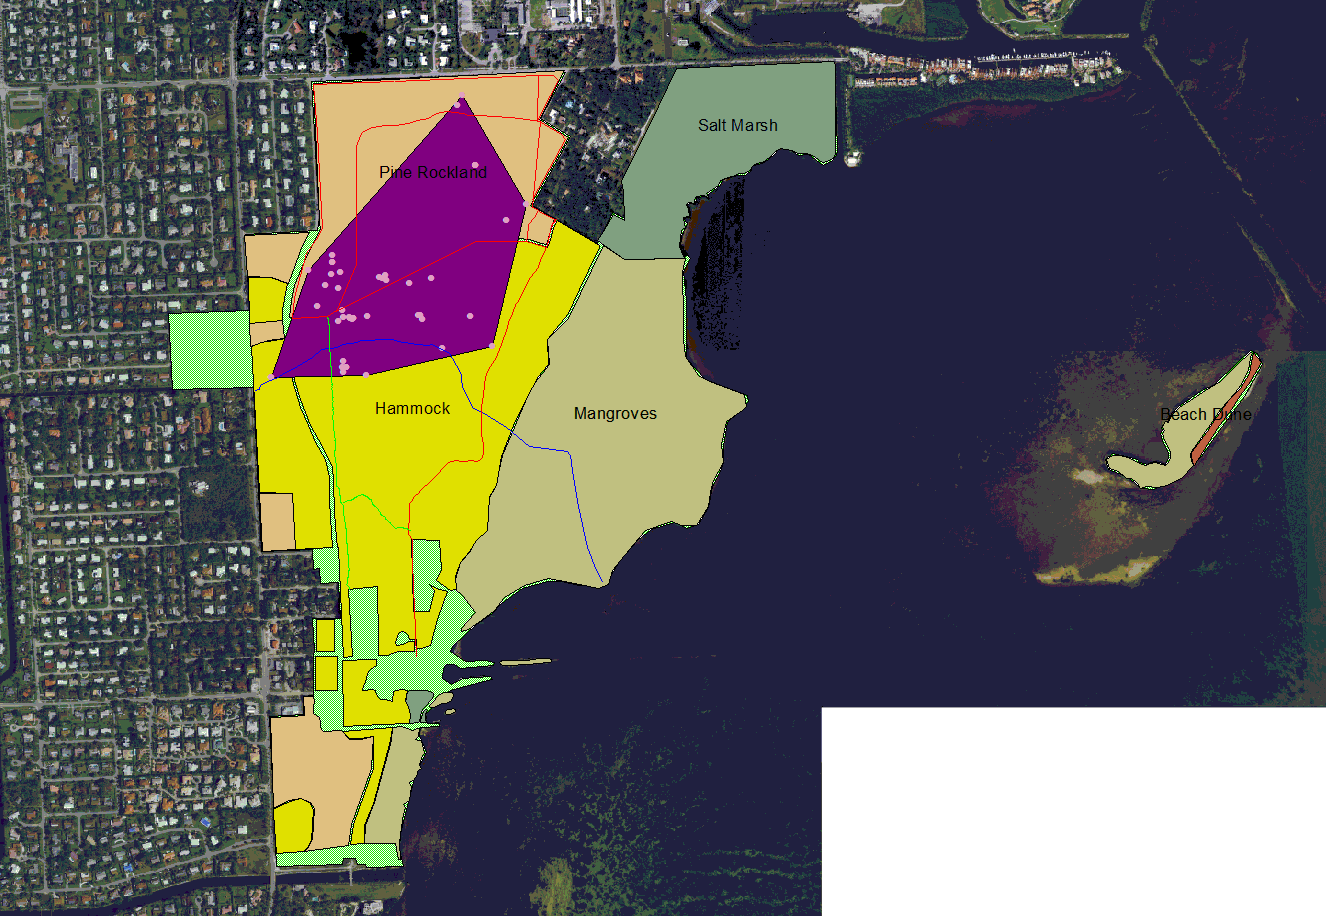 Salt Marsh
Pine Rockland
Hammock
Mangroves
Beach Dune